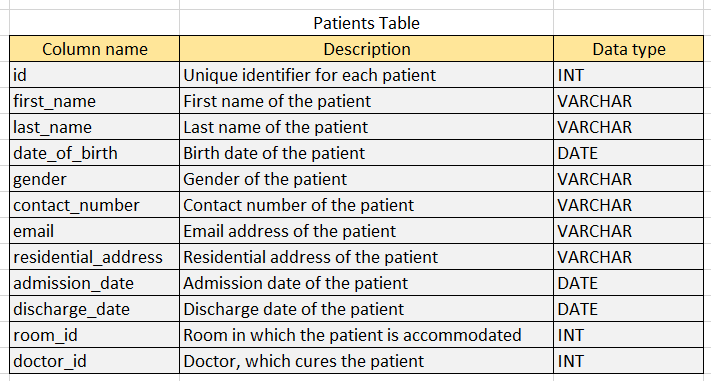 Patients Table
Column name Description Data type
id Unique identifier for each patient INT
first_name First name of the patient VARCHAR
last_name Last name of the patient VARCHAR
date_of_birth Birth date of the patient DATE
gender Gender of the patient VARCHAR
contact_number Contact number of the patient VARCHAR
email Email address of the patient VARCHAR
residential_address Residential address of the patient VARCHAR
admission_date Admission date of the patient DATE
discharge_date Discharge date of the patient DATE
room_id Room in which the patient is accommodated INT
doctor_id Doctor, which cures the patient INT